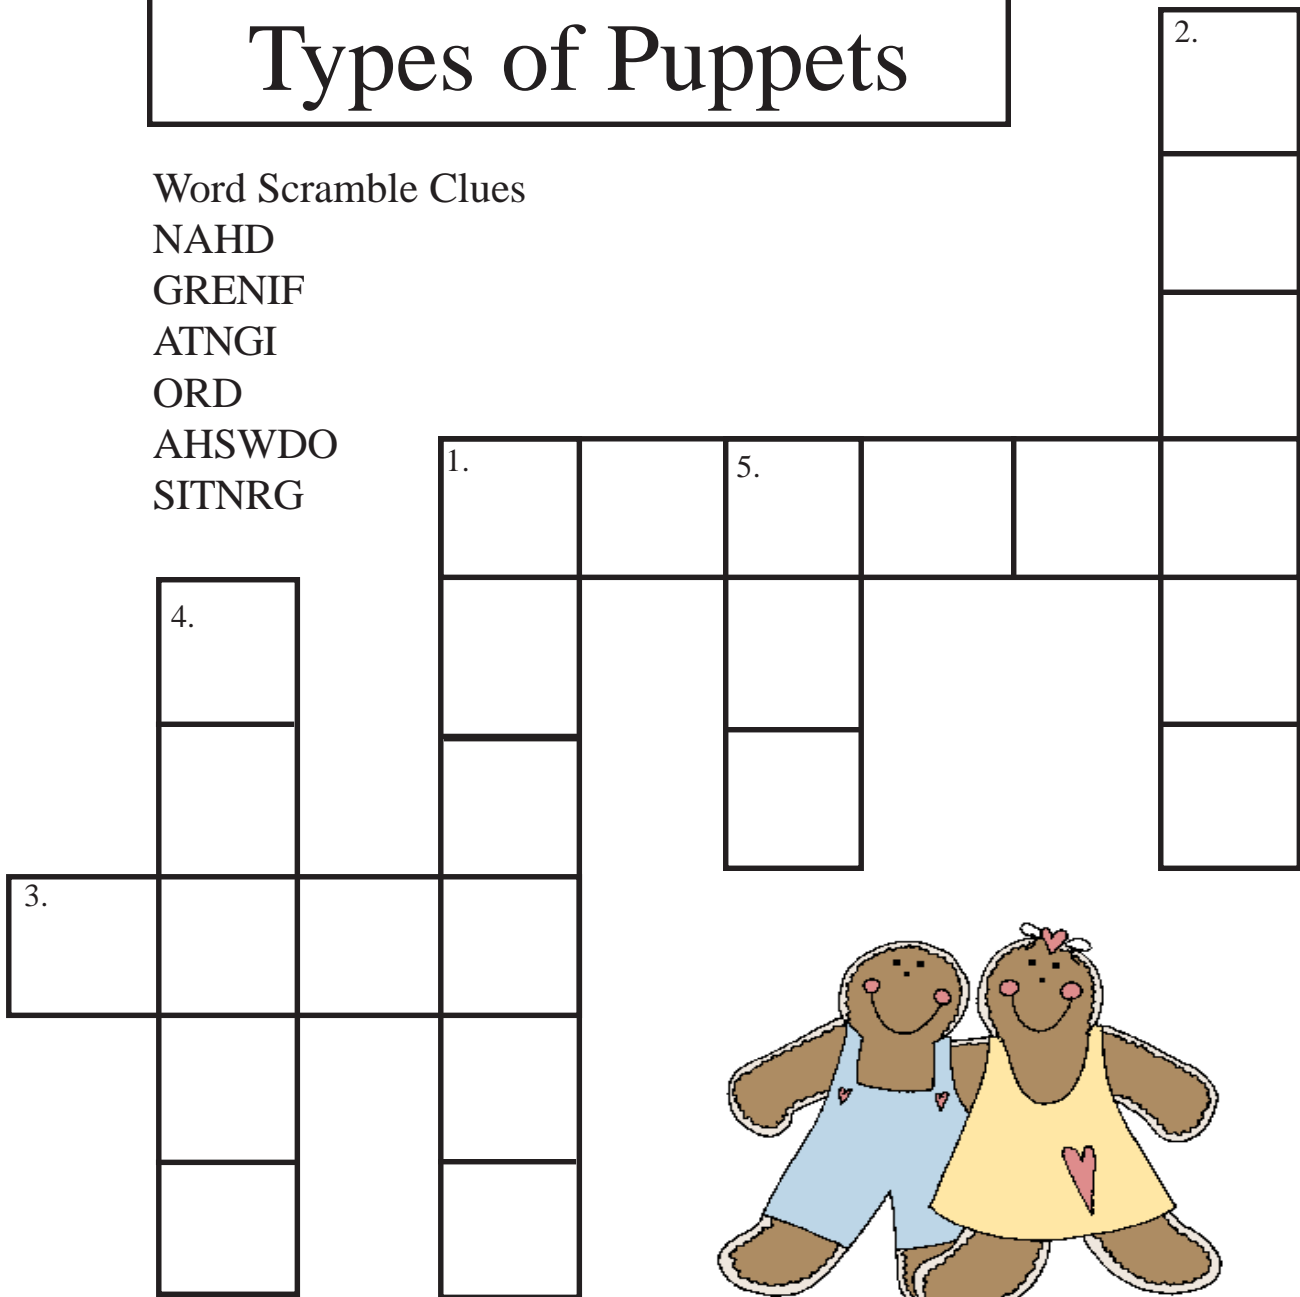 Types of Puppets
2.
Word Scramble Clues
NAHD
GRENIF
ATNGI
ORD
AHSWDO
SITNRG
1.
5.
4.
3.